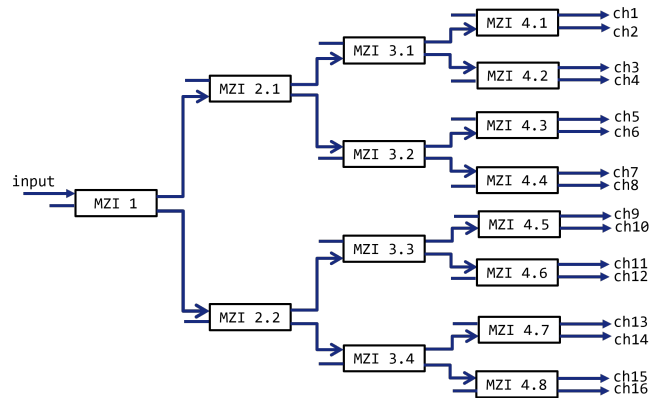 input
MZI 1
MZI 2.1
MZI 2.2
MZI 3.1
MZI 3.2
MZI 3.3
MZI 3.4
MZI 4.1
MZI 4.2
MZI 4.3
MZI 4.4
MZI 4.5
MZI 4.6
MZI 4.7
MZI 4.8
ch1
ch2
ch3
ch4
ch5
ch6
ch7
ch8
ch9
ch10
ch11
ch12
ch13
ch14
ch15
ch16